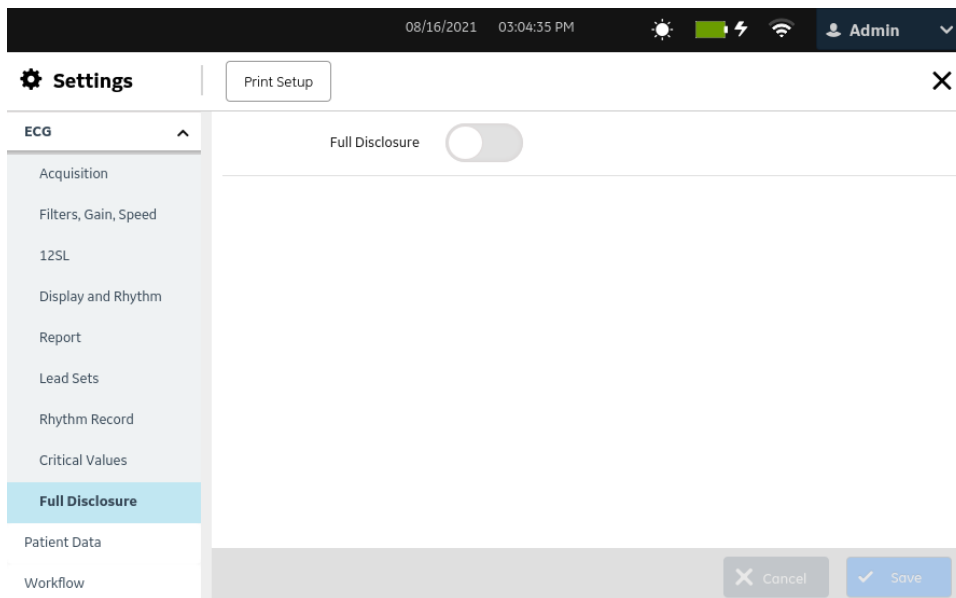 08/16/2021 03:04:35 PM Admin
Settings
Print Setup
ECG
Full Disclosure
Acquisition
Filters, Gain, Speed
12SL
Display and Rhythm
Report
Lead Sets
Rhythm Record
Critical Values
Full Disclosure
Patient Data
Workflow
Cancel
Save